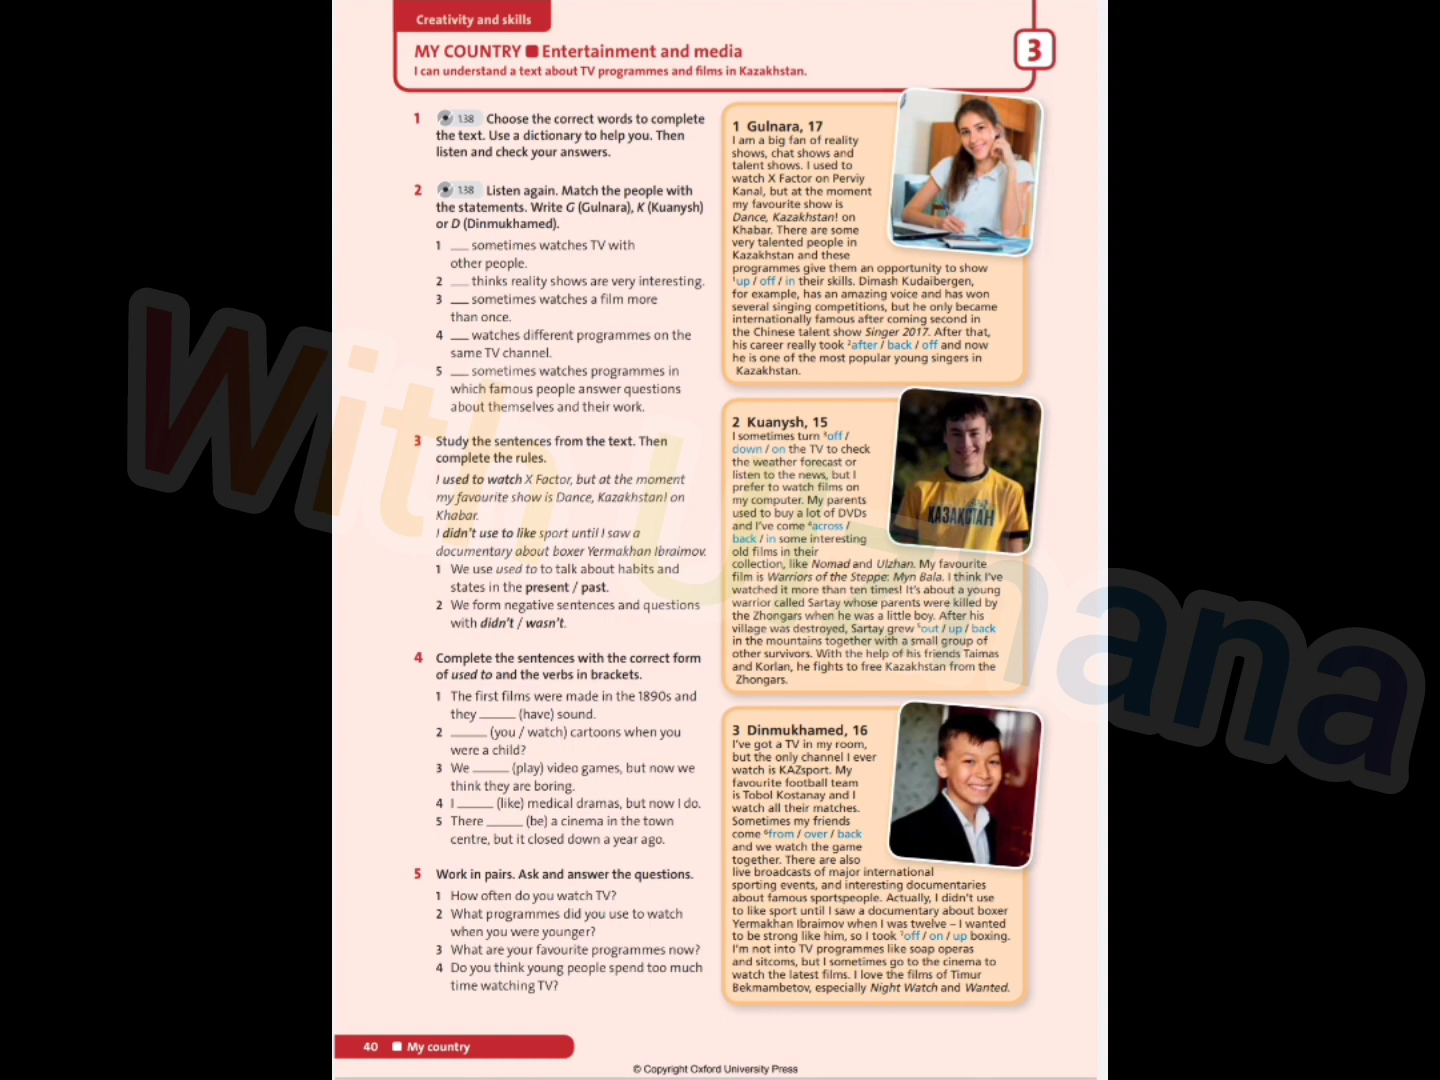 Creativity and skills
MY COUNTRY ■ Entertainment and media
I can understand a text about TV programmes and films in Kazakhstan.
3
1 138 Choose the correct words to complete
the text. Use a dictionary to help you. Then
listen and check your answers.
2 138 Listen again. Match the people with
the statements. Write G (Gulnara), K (Kuanysh)
or D (Dinmukhamed).
1 ___ sometimes watches TV with
other people.
2 ___ thinks reality shows are very interesting.
3 ___ sometimes watches a film more
than once.
4 ___ watches different programmes on the
same TV channel.
5 ___ sometimes watches programmes in
which famous people answer questions
about themselves and their work.
3 Study the sentences from the text. Then
complete the rules.
I used to watch X Factor, but at the moment
my favourite show is Dance, Kazakhstan! on
Khabar.
I didn't use to like sport until I saw a
documentary about boxer Yermakhan Ibraimov.
1 We use used to to talk about habits and
states in the present / past.
2 We form negative sentences and questions
with didn't / wasn't.
4 Complete the sentences with the correct form
of used to and the verbs in brackets.
1 The first films were made in the 1890s and
they ______ (have) sound.
2 ______ (you / watch) cartoons when you
were a child?
3 We ______ (play) video games, but now we
think they are boring.
4 I ______ (like) medical dramas, but now I do.
5 There ______ (be) a cinema in the town
centre, but it closed down a year ago.
5 Work in pairs. Ask and answer the questions.
1 How often do you watch TV?
2 What programmes did you use to watch
when you were younger?
3 What are your favourite programmes now?
4 Do you think young people spend too much
time watching TV?
1 Gulnara, 17
I am a big fan of reality
shows, chat shows and
talent shows. I used to
watch X Factor on Perviy
Kanal, but at the moment
my favourite show is
Dance, Kazakhstan! on
Khabar. There are some
very talented people in
Kazakhstan and these
programmes give them an opportunity to show
¹up / off / in their skills. Dimash Kudaibergen,
for example, has an amazing voice and has won
several singing competitions, but he only became
internationally famous after coming second in
the Chinese talent show Singer 2017. After that,
his career really took ²after / back / off and now
he is one of the most popular young singers in
Kazakhstan.
2 Kuanysh, 15
I sometimes turn ³off /
down / on the TV to check
the weather forecast or
listen to the news, but I
prefer to watch films on
my computer. My parents
used to buy a lot of DVDs
and I've come ⁴across /
back / in some interesting
old films in their
collection, like Nomad and Ulzhan. My favourite
film is Warriors of the Steppe: Myn Bala. I think I've
watched it more than ten times! It's about a young
warrior called Sartay whose parents were killed by
the Zhongars when he was a little boy. After his
village was destroyed, Sartay grew ⁵out / up / back
in the mountains together with a small group of
other survivors. With the help of his friends Taimas
and Korlan, he fights to free Kazakhstan from the
Zhongars.
ҚАЗАҚСТАН
3 Dinmukhamed, 16
I've got a TV in my room,
but the only channel I ever
watch is KAZsport. My
favourite football team
is Tobol Kostanay and I
watch all their matches.
Sometimes my friends
come ⁶from / over / back
and we watch the game
together. There are also
live broadcasts of major international
sporting events, and interesting documentaries
about famous sportspeople. Actually, I didn't use
to like sport until I saw a documentary about boxer
Yermakhan Ibraimov when I was twelve – I wanted
to be strong like him, so I took ⁷off / on / up boxing.
I'm not into TV programmes like soap operas
and sitcoms, but I sometimes go to the cinema to
watch the latest films. I love the films of Timur
Bekmambetov, especially Night Watch and Wanted.
40 ■ My country
© Copyright Oxford University Press